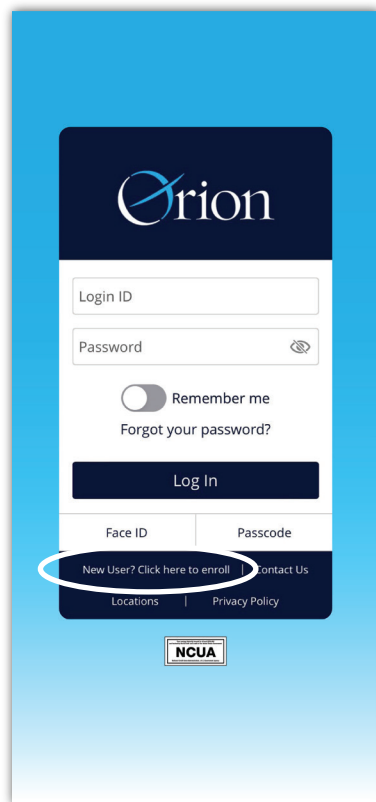 Orion
Login ID
Password
Remember me
Forgot your password?
Log In
Face ID Passcode
New User? Click here to enroll | Contact Us
Locations | Privacy Policy
NCUA